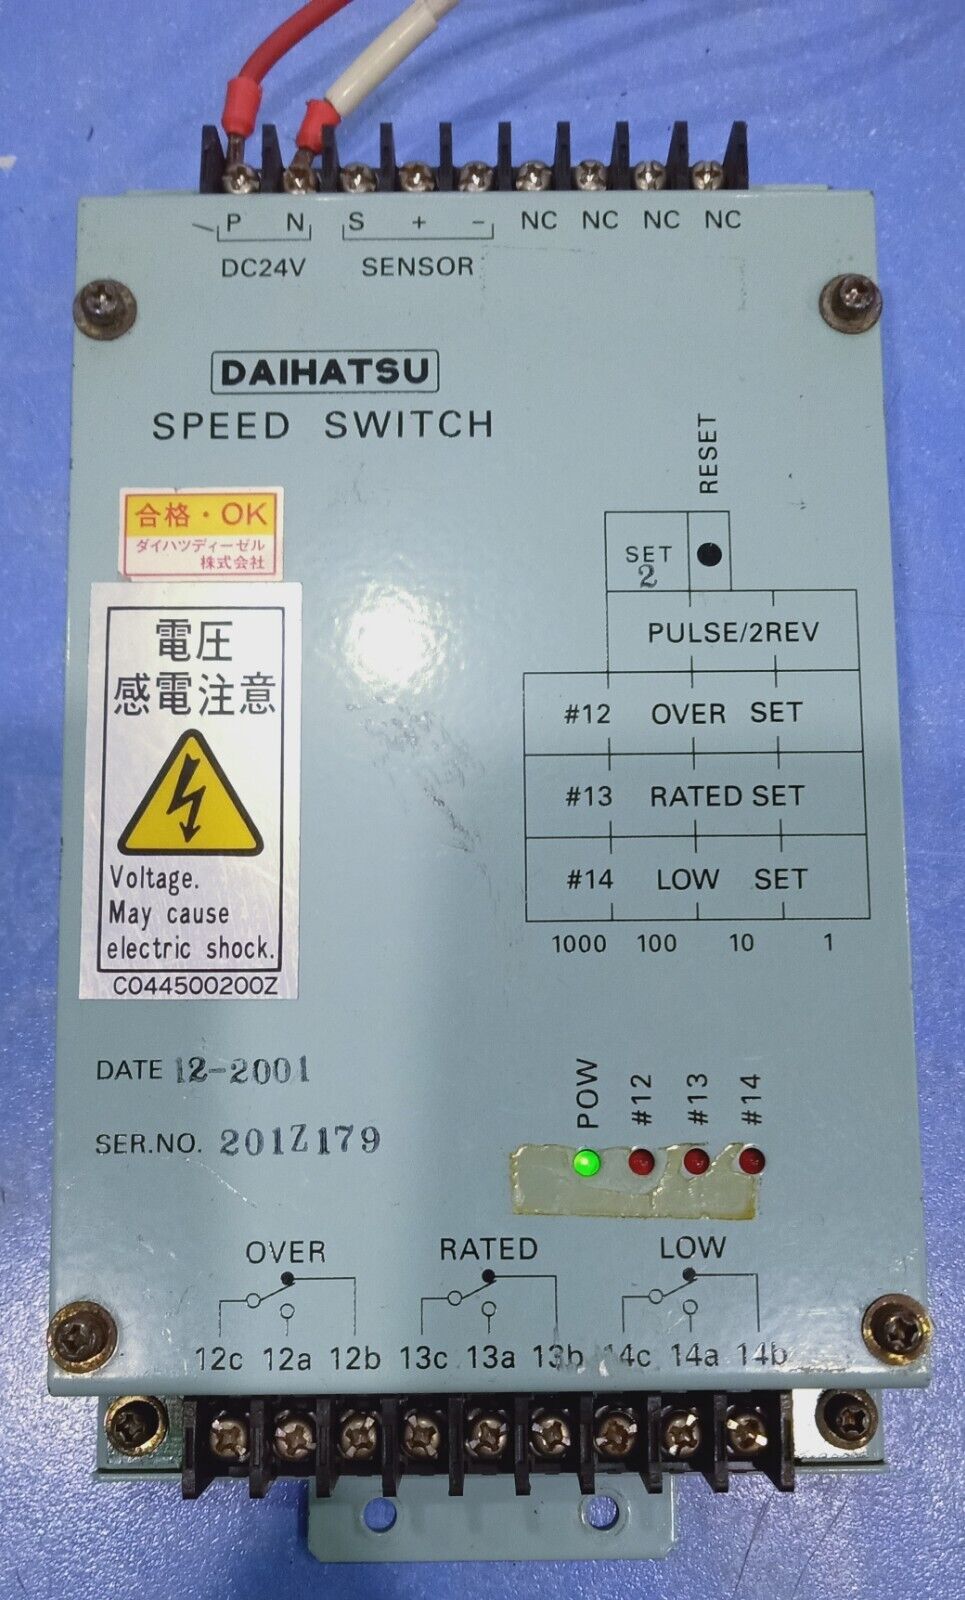 P N S + - NC NC NC NC
DC24V SENSOR
DAIHATSU
SPEED SWITCH
RESET
合格・OK
ダイハツディーゼル
株式会社
SET
2
PULSE/2REV
#12 OVER SET
#13 RATED SET
#14 LOW SET
1000 100 10 1
電圧
感電注意
Voltage.
May cause
electric shock.
C044500200Z
DATE 12-2001
SER.NO. 201Z179
POW #12 #13 #14
OVER RATED LOW
12c 12a 12b 13c 13a 13b 14c 14a 14b